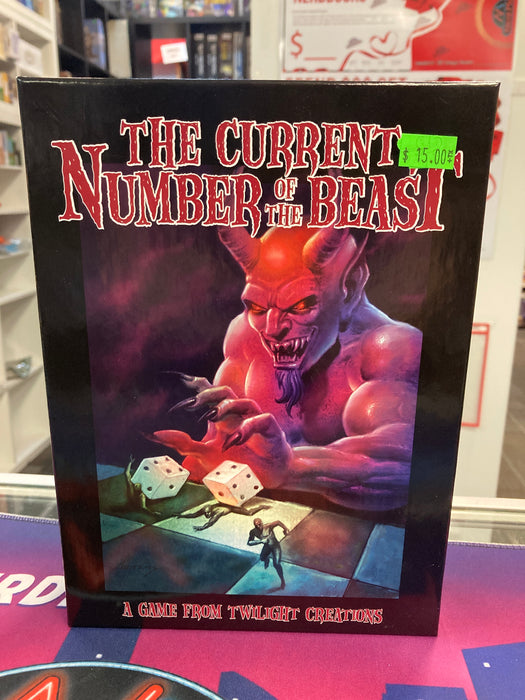 THE CURRENT
NUMBER OF THE BEAST
$ 15.00
A GAME FROM TWILIGHT CREATIONS
$